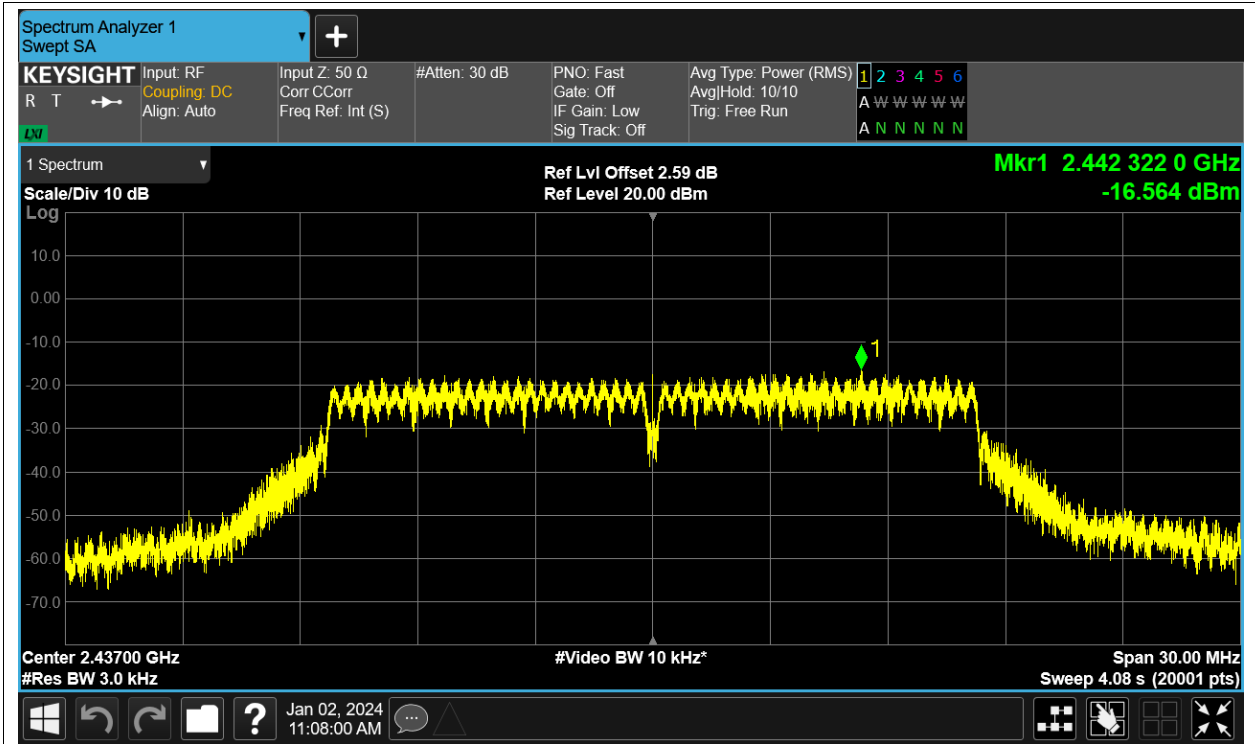 Spectrum Analyzer 1
Swept SA
KEYSIGHT
R T
LXI
Input: RF
Coupling: DC
Align: Auto
Input Z: 50 Ω
Corr CCorr
Freq Ref: Int (S)
#Atten: 30 dB
PNO: Fast
Gate: Off
IF Gain: Low
Sig Track: Off
Avg Type: Power (RMS)
Avg|Hold: 10/10
Trig: Free Run
1 2 3 4 5 6
A W W W W W
A N N N N N
1 Spectrum
Scale/Div 10 dB
Ref Lvl Offset 2.59 dB
Ref Level 20.00 dBm
Mkr1 2.442 322 0 GHz
-16.564 dBm
Log
10.0
0.00
-10.0
-20.0
-30.0
-40.0
-50.0
-60.0
-70.0
1
Center 2.43700 GHz
#Res BW 3.0 kHz
#Video BW 10 kHz*
Span 30.00 MHz
Sweep 4.08 s (20001 pts)
?
Jan 02, 2024
11:08:00 AM